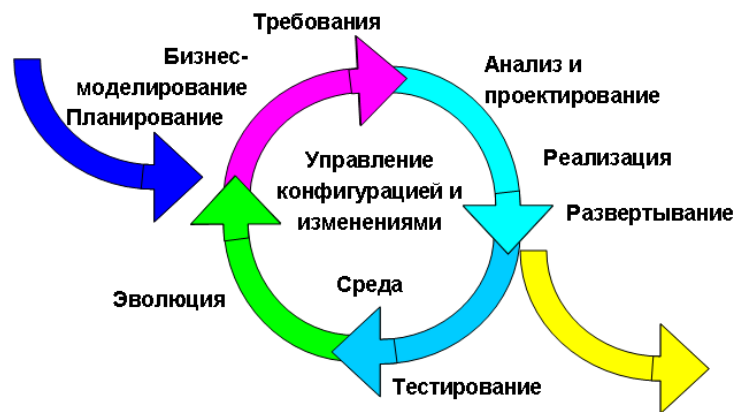 Требования
Бизнес-
моделирование
Планирование
Анализ и
проектирование
Управление
конфигурацией и
изменениями
Реализация
Развертывание
Среда
Эволюция
Тестирование